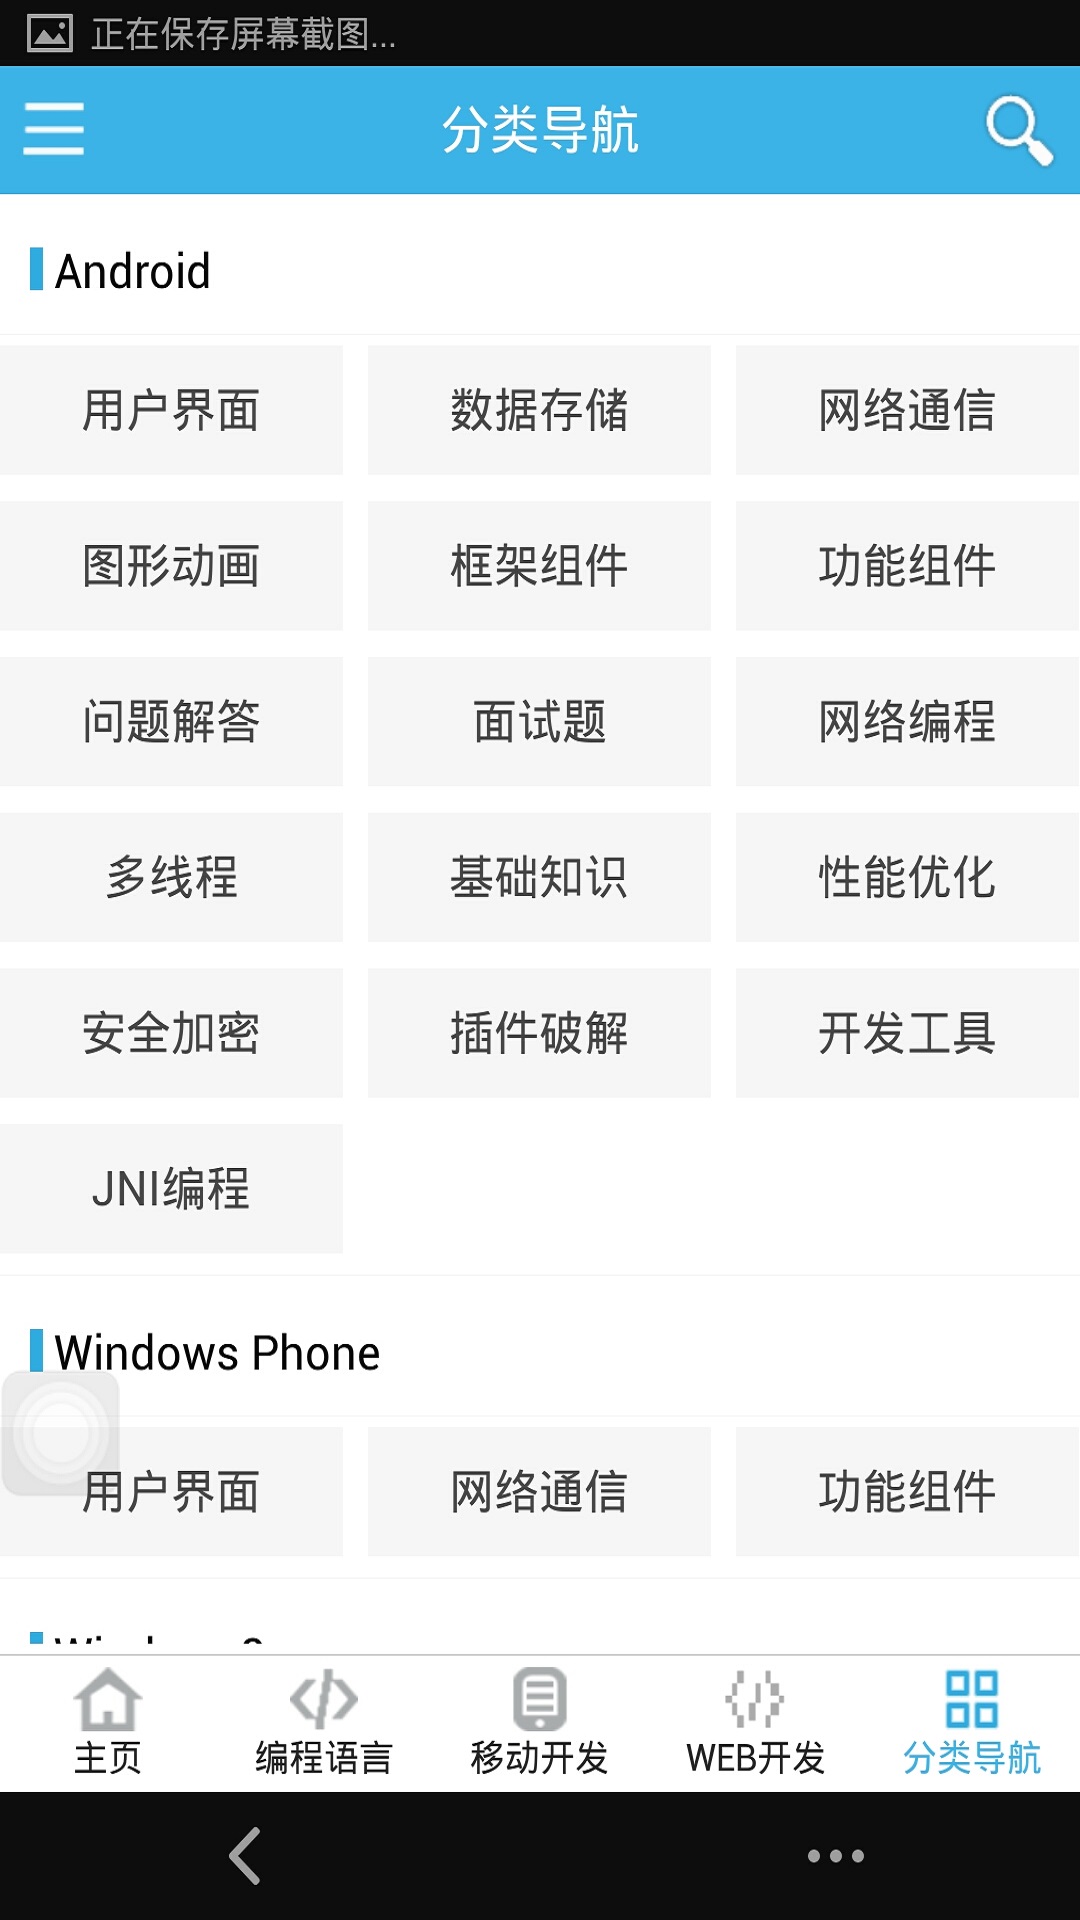 正在保存屏幕截图...
分类导航
Android
用户界面 数据存储 网络通信
图形动画 框架组件 功能组件
问题解答 面试题 网络编程
多线程 基础知识 性能优化
安全加密 插件破解 开发工具
JNI编程
Windows Phone
用户界面 网络通信 功能组件
主页 编程语言 移动开发 WEB开发 分类导航